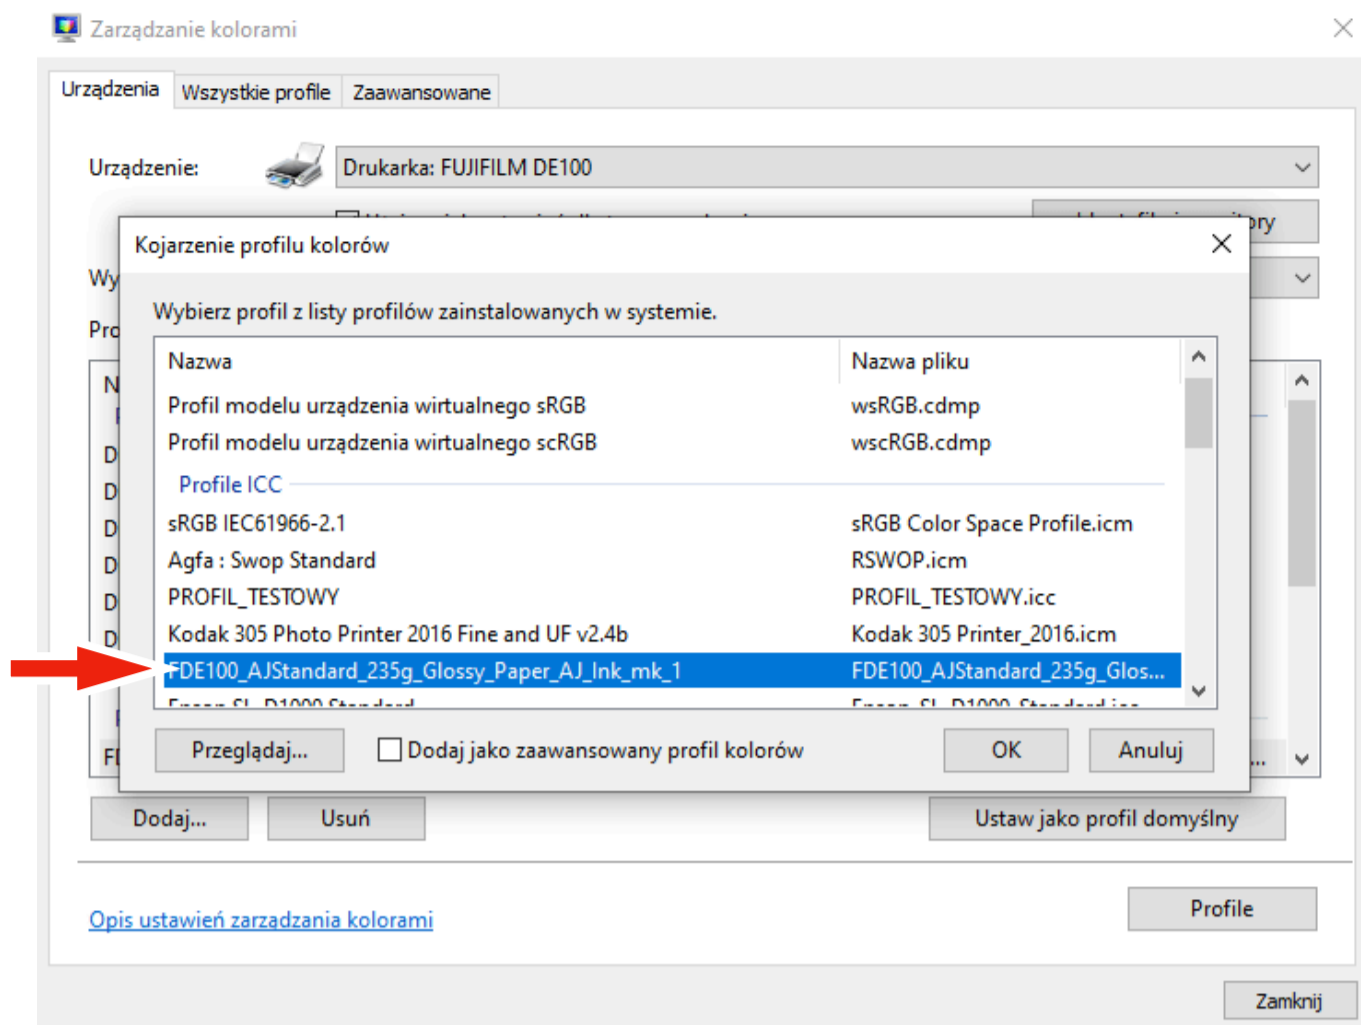 Zarządzanie kolorami
Urządzenia Wszystkie profile Zaawansowane
Urządzenie: Drukarka: FUJIFILM DE100
Kojarzenie profilu kolorów
Wybierz profil z listy profilów zainstalowanych w systemie.
Nazwa Nazwa pliku
Profil modelu urządzenia wirtualnego sRGB wsRGB.cdmp
Profil modelu urządzenia wirtualnego scRGB wscRGB.cdmp
Profile ICC
sRGB IEC61966-2.1 sRGB Color Space Profile.icm
Agfa : Swop Standard RSWOP.icm
PROFIL_TESTOWY PROFIL_TESTOWY.icc
Kodak 305 Photo Printer 2016 Fine and UF v2.4b Kodak 305 Printer_2016.icm
FDE100_AJStandard_235g_Glossy_Paper_AJ_Ink_mk_1 FDE100_AJStandard_235g_Glos...
Przeglądaj... Dodaj jako zaawansowany profil kolorów OK Anuluj
Dodaj... Usuń Ustaw jako profil domyślny
Opis ustawień zarządzania kolorami Profile
Zamknij